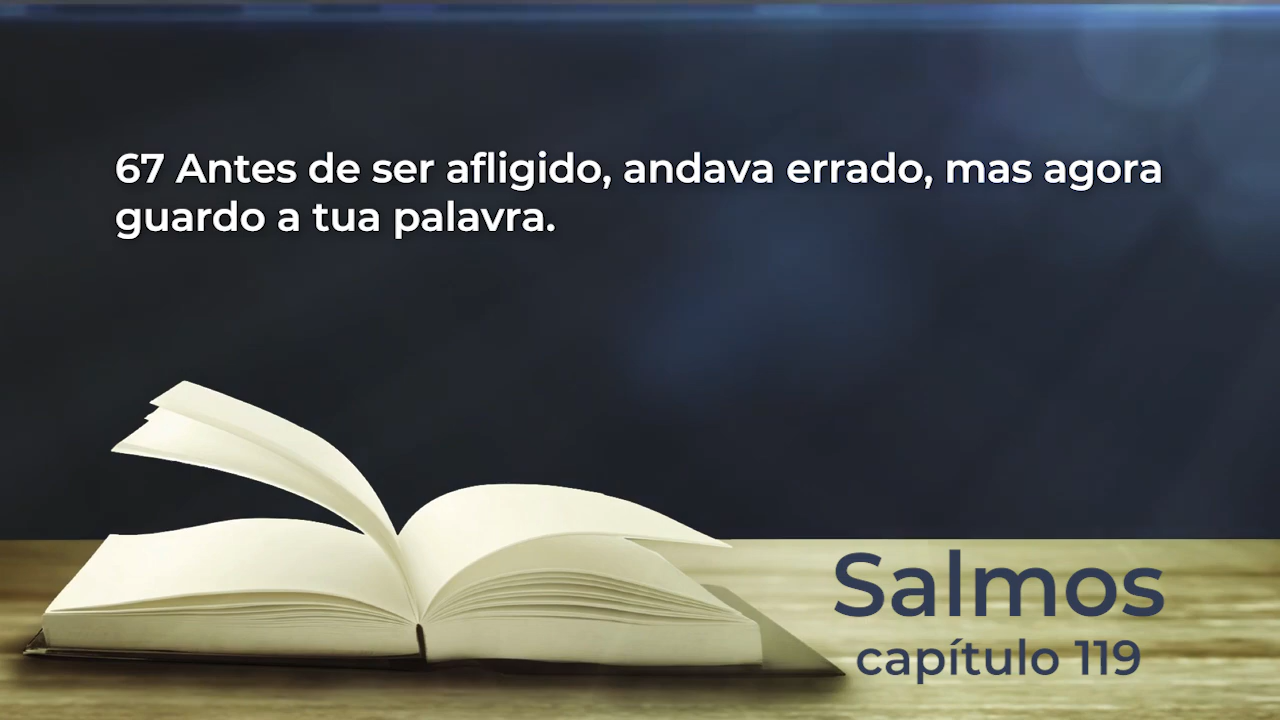 67 Antes de ser afligido, andava errado, mas agora
guardo a tua palavra.
Salmos
capítulo 119